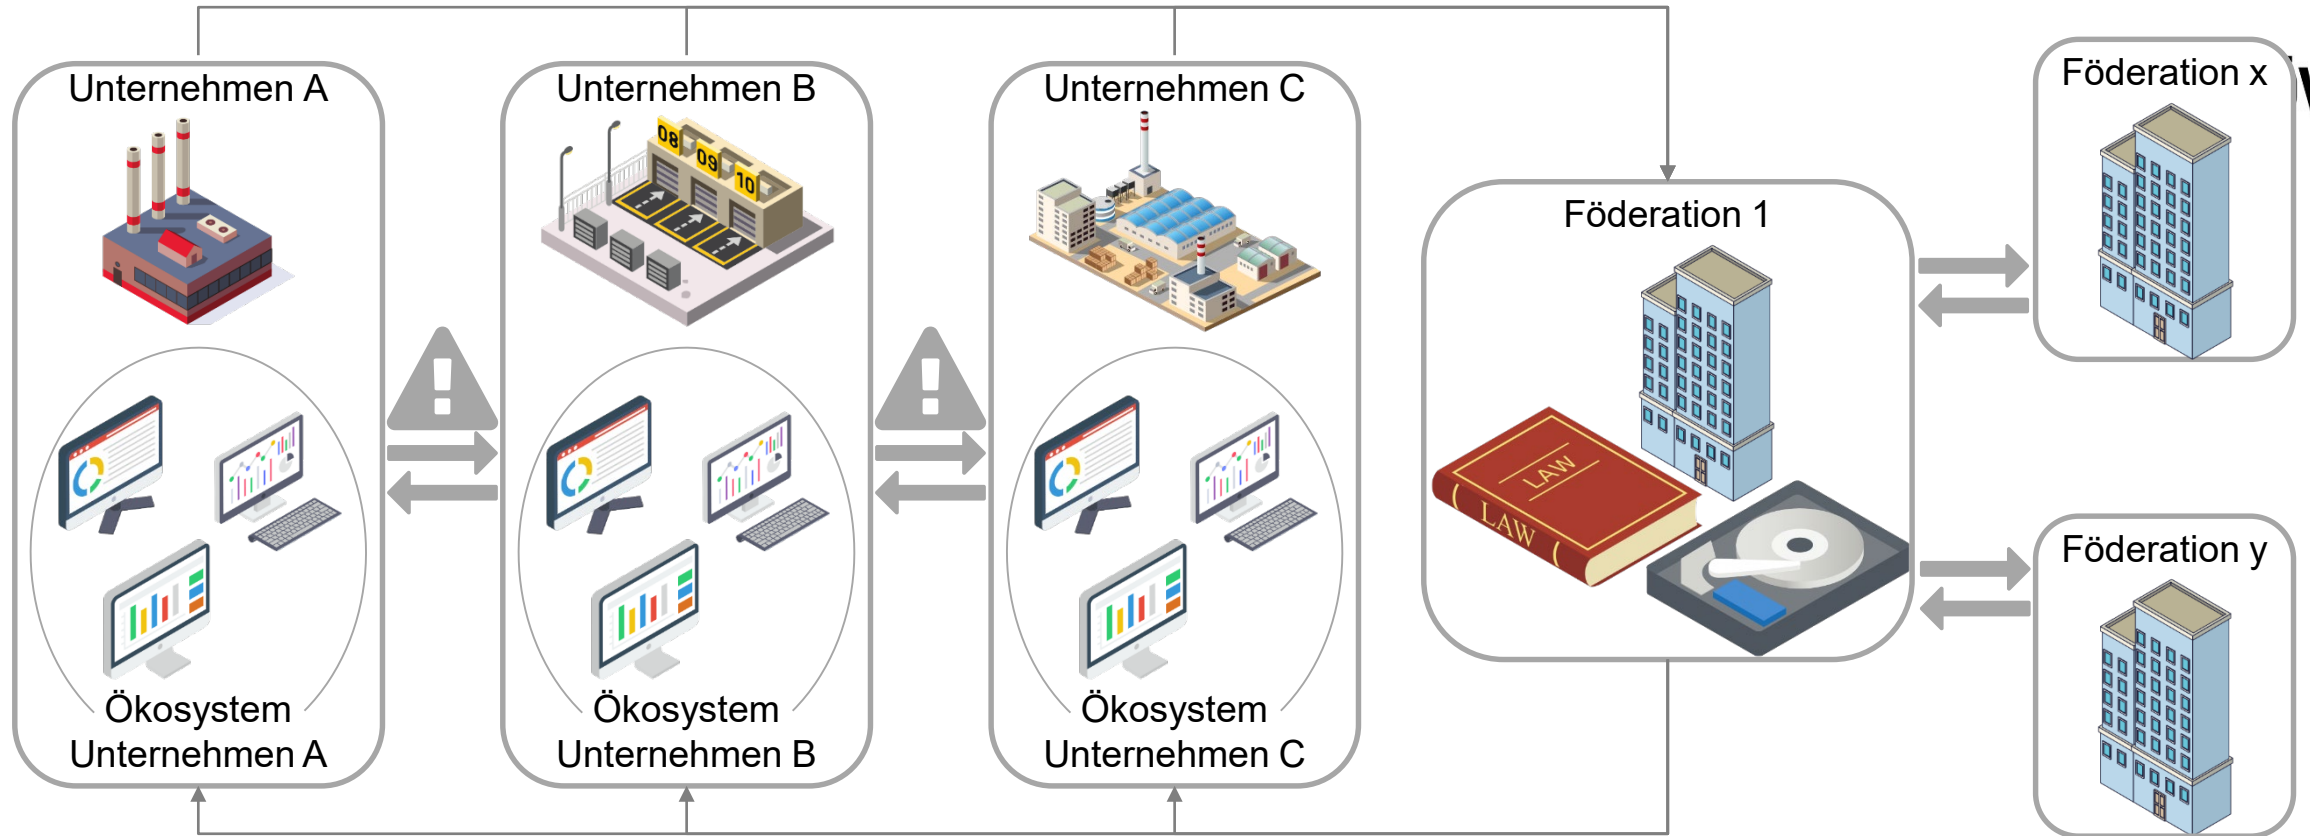 Unternehmen A
Unternehmen B
Unternehmen C
Föderation 1
Föderation x
08
09
10
LAW
LAW
Föderation y
Ökosystem
Unternehmen A
Ökosystem
Unternehmen B
Ökosystem
Unternehmen C